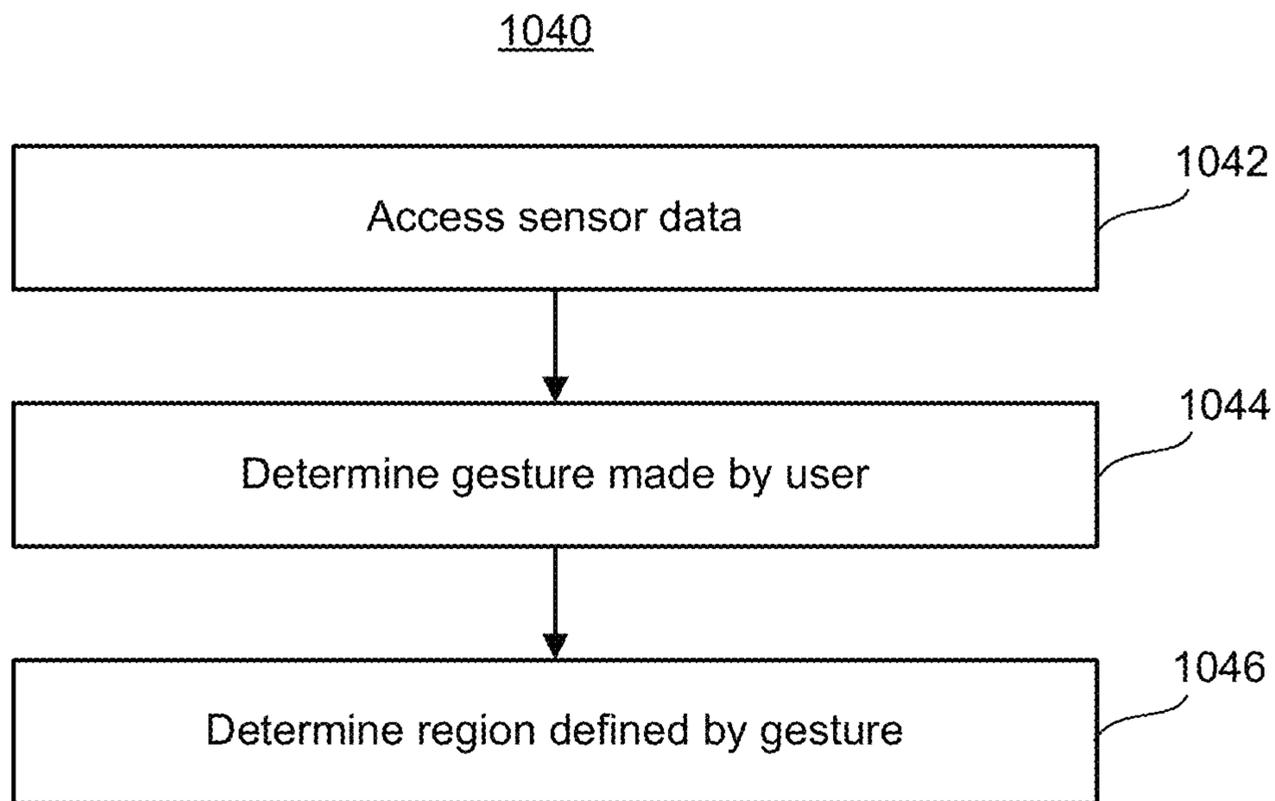 1040
1042
Access sensor data
1044
Determine gesture made by user
1046
Determine region defined by gesture